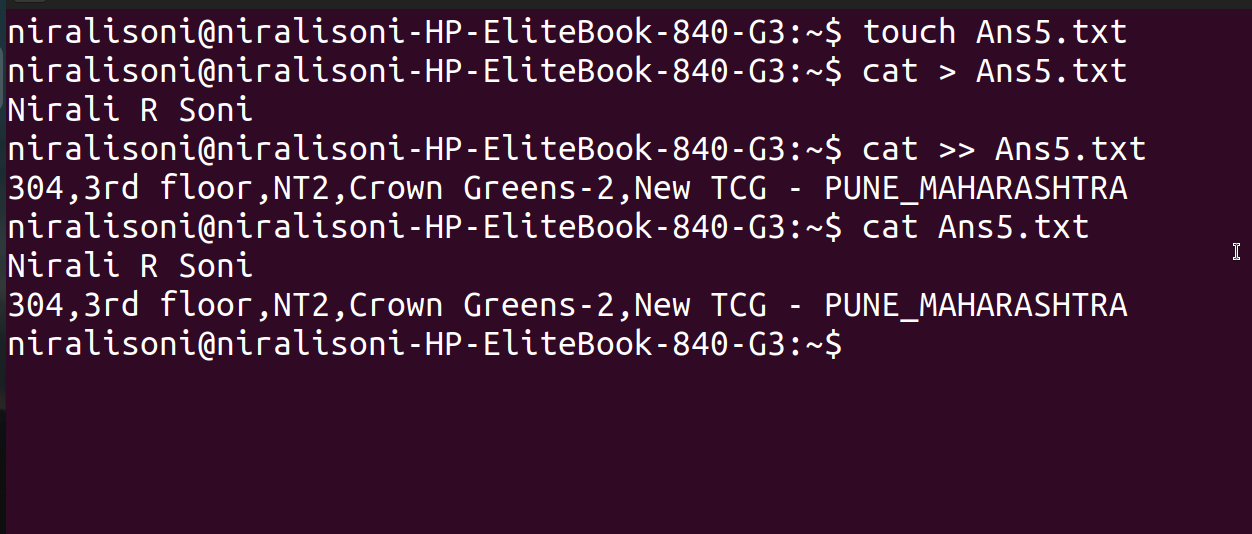 niralisoni@niralisoni-HP-EliteBook-840-G3:~$ touch Ans5.txt
niralisoni@niralisoni-HP-EliteBook-840-G3:~$ cat > Ans5.txt
Nirali R Soni
niralisoni@niralisoni-HP-EliteBook-840-G3:~$ cat >> Ans5.txt
304,3rd floor,NT2,Crown Greens-2,New TCG - PUNE_MAHARASHTRA
niralisoni@niralisoni-HP-EliteBook-840-G3:~$ cat Ans5.txt
Nirali R Soni
304,3rd floor,NT2,Crown Greens-2,New TCG - PUNE_MAHARASHTRA
niralisoni@niralisoni-HP-EliteBook-840-G3:~$